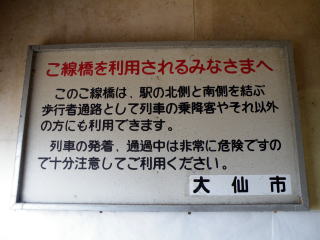 こ線橋を利用されるみなさまへ
このこ線橋は、駅の北側と南側を結ぶ
歩行者通路として列車の乗降客やそれ以外
の方にも利用できます。
列車の発着、通過中は非常に危険ですの
で十分注意してご利用ください。
大仙市